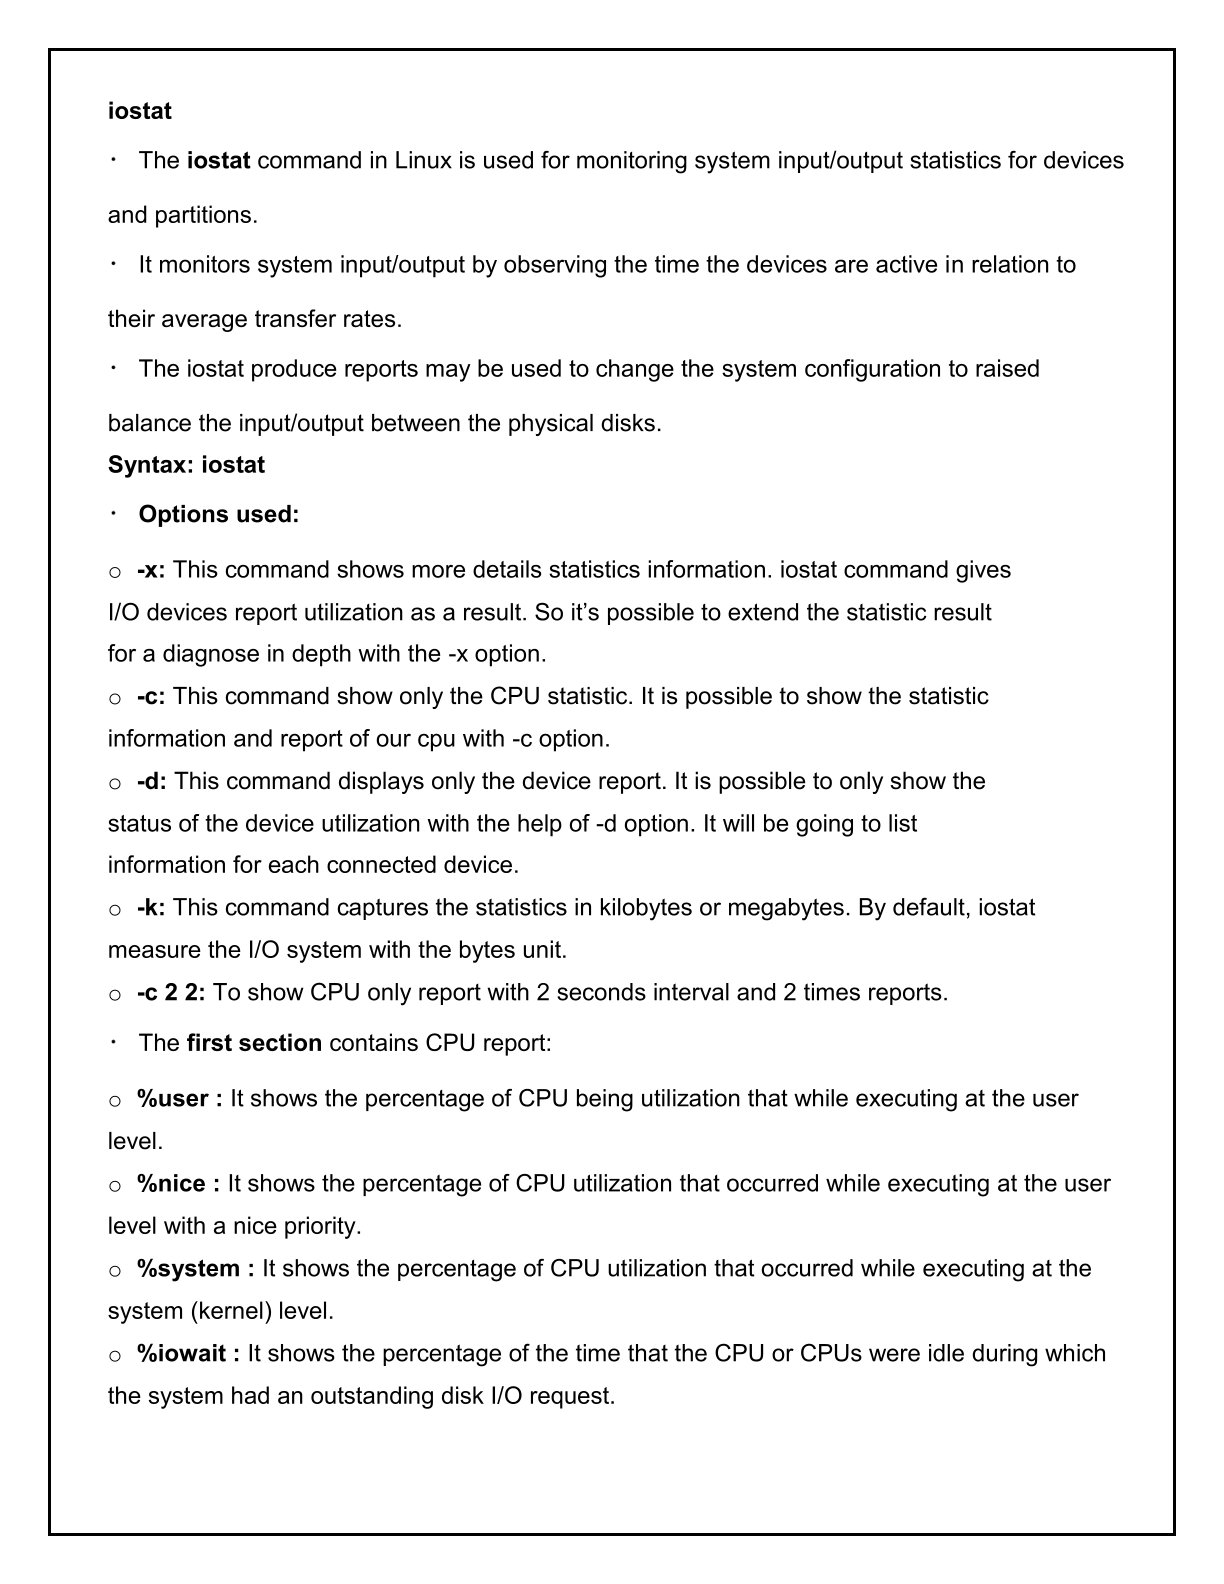 iostat
· The iostat command in Linux is used for monitoring system input/output statistics for devices
and partitions.
· It monitors system input/output by observing the time the devices are active in relation to
their average transfer rates.
· The iostat produce reports may be used to change the system configuration to raised
balance the input/output between the physical disks.
Syntax: iostat
· Options used:
o -x: This command shows more details statistics information. iostat command gives
I/O devices report utilization as a result. So it’s possible to extend the statistic result
for a diagnose in depth with the -x option.
o -c: This command show only the CPU statistic. It is possible to show the statistic
information and report of our cpu with -c option.
o -d: This command displays only the device report. It is possible to only show the
status of the device utilization with the help of -d option. It will be going to list
information for each connected device.
o -k: This command captures the statistics in kilobytes or megabytes. By default, iostat
measure the I/O system with the bytes unit.
o -c 2 2: To show CPU only report with 2 seconds interval and 2 times reports.
· The first section contains CPU report:
o %user : It shows the percentage of CPU being utilization that while executing at the user
level.
o %nice : It shows the percentage of CPU utilization that occurred while executing at the user
level with a nice priority.
o %system : It shows the percentage of CPU utilization that occurred while executing at the
system (kernel) level.
o %iowait : It shows the percentage of the time that the CPU or CPUs were idle during which
the system had an outstanding disk I/O request.